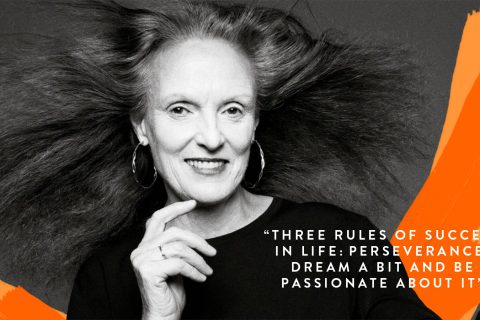 “THREE RULES OF SUCCE
IN LIFE: PERSEVERANCE
DREAM A BIT AND BE
PASSIONATE ABOUT IT”